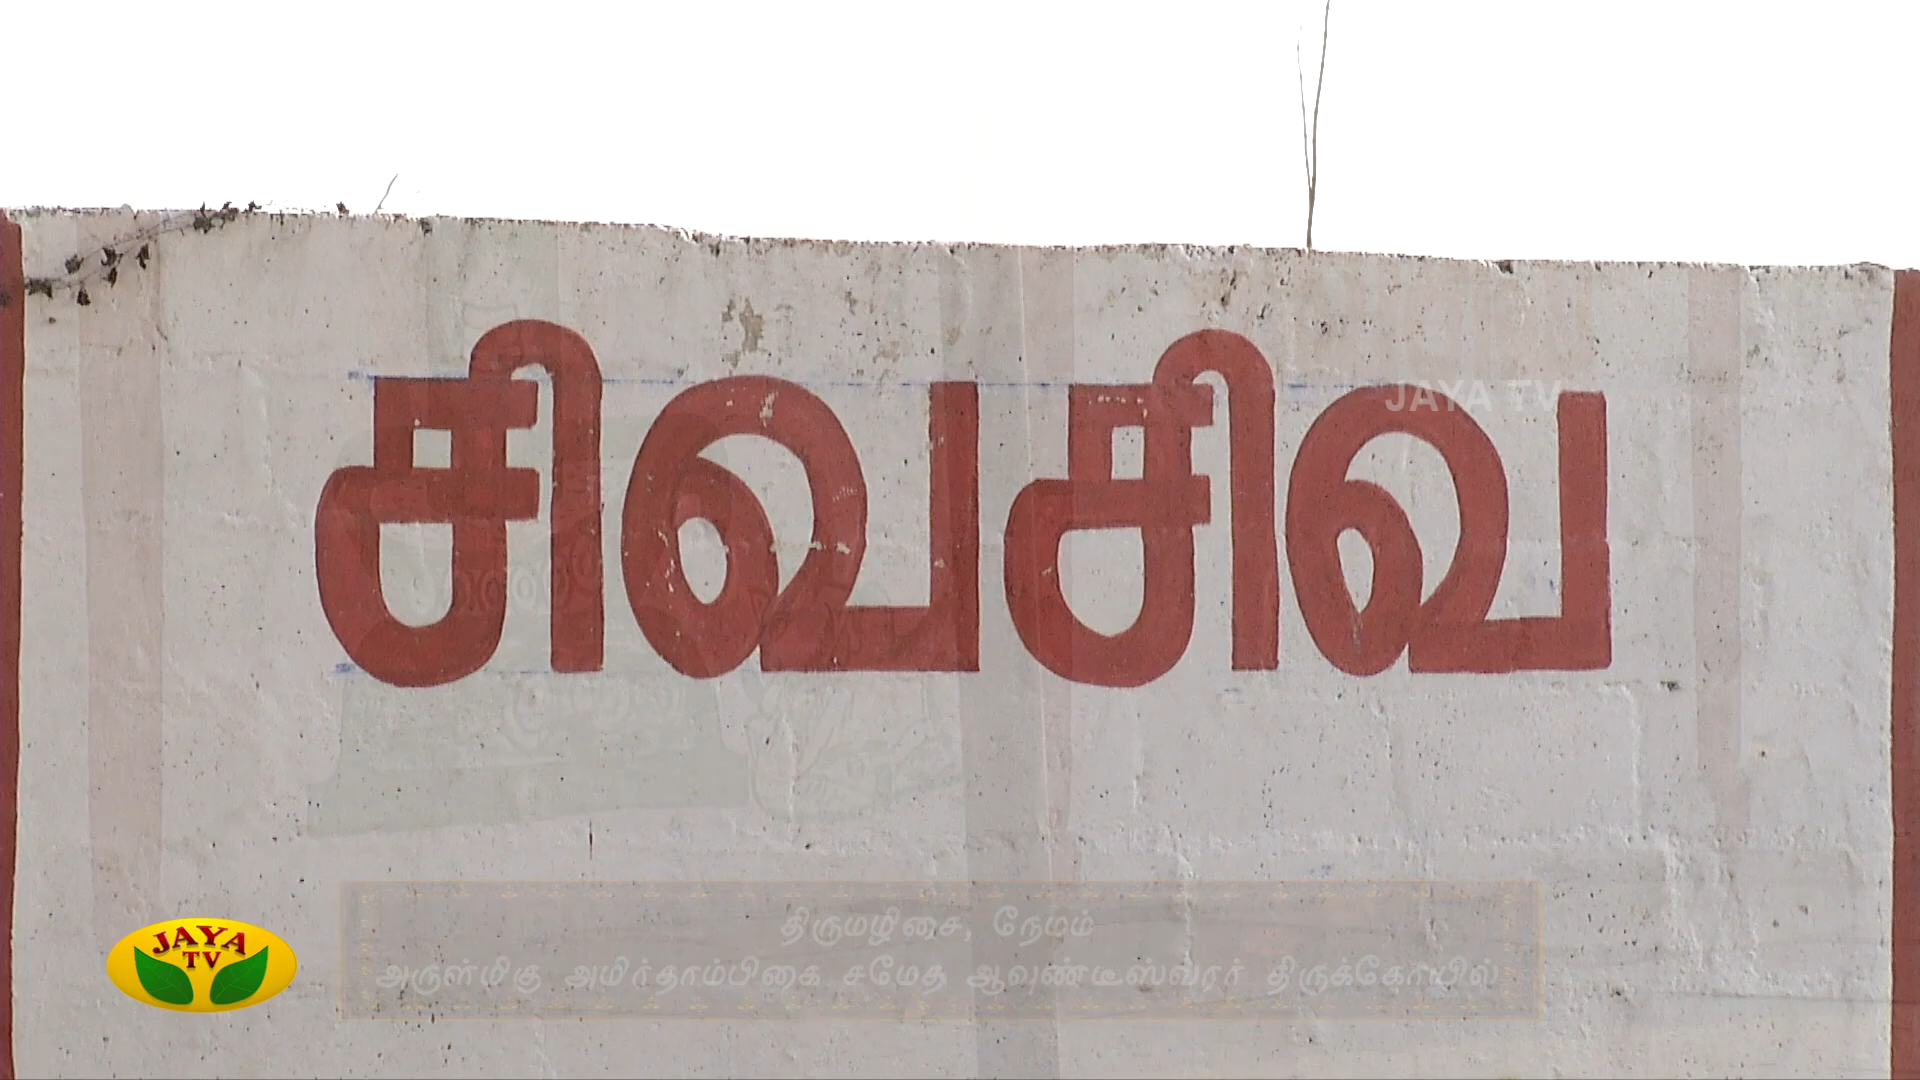 சிவசிவ
JAYA TV
திருமழிசை, நேமம்
அருள்மிகு அமிர்தாம்பிகை சமேத ஆவுண்டீஸ்வரர் திருக்கோயில்
JAYA
TV